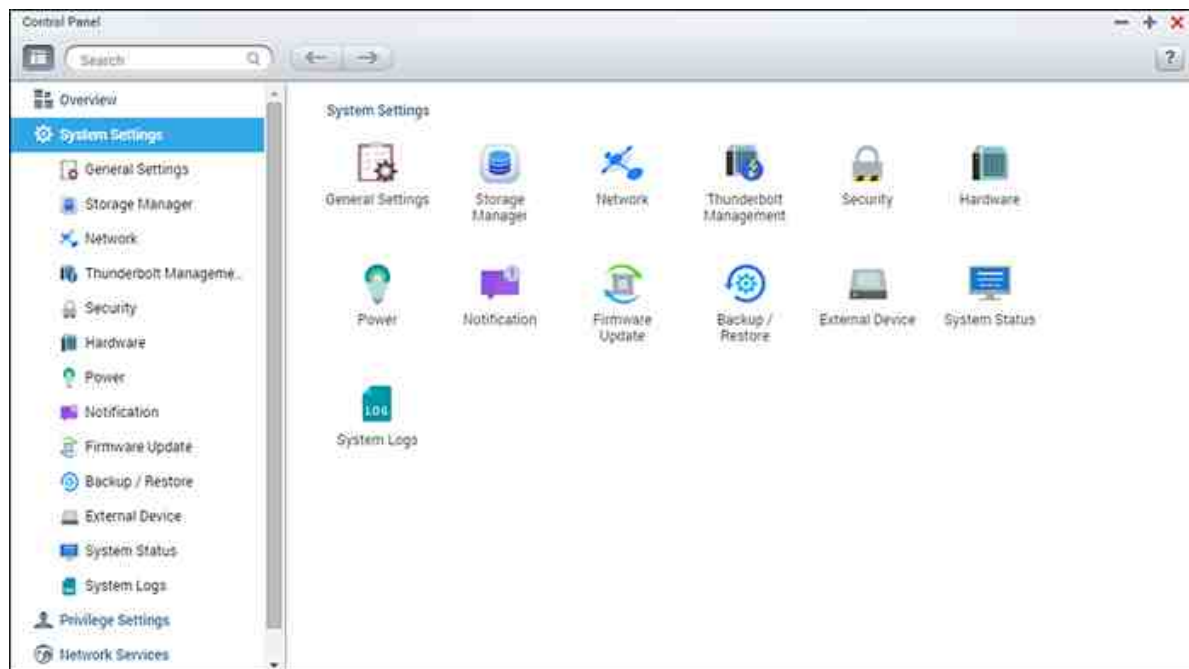 Control Panel
Search
?
Overview
System Settings
General Settings
Storage Manager
Network
Thunderbolt Manageme..
Security
Hardware
Power
Notification
Firmware Update
Backup / Restore
External Device
System Status
System Logs
Privilege Settings
Network Services
System Settings
General Settings
Storage
Manager
Network
Thunderbolt
Management
Security
Hardware
Power
Notification
Firmware
Update
Backup /
Restore
External Device
System Status
LOG
System Logs